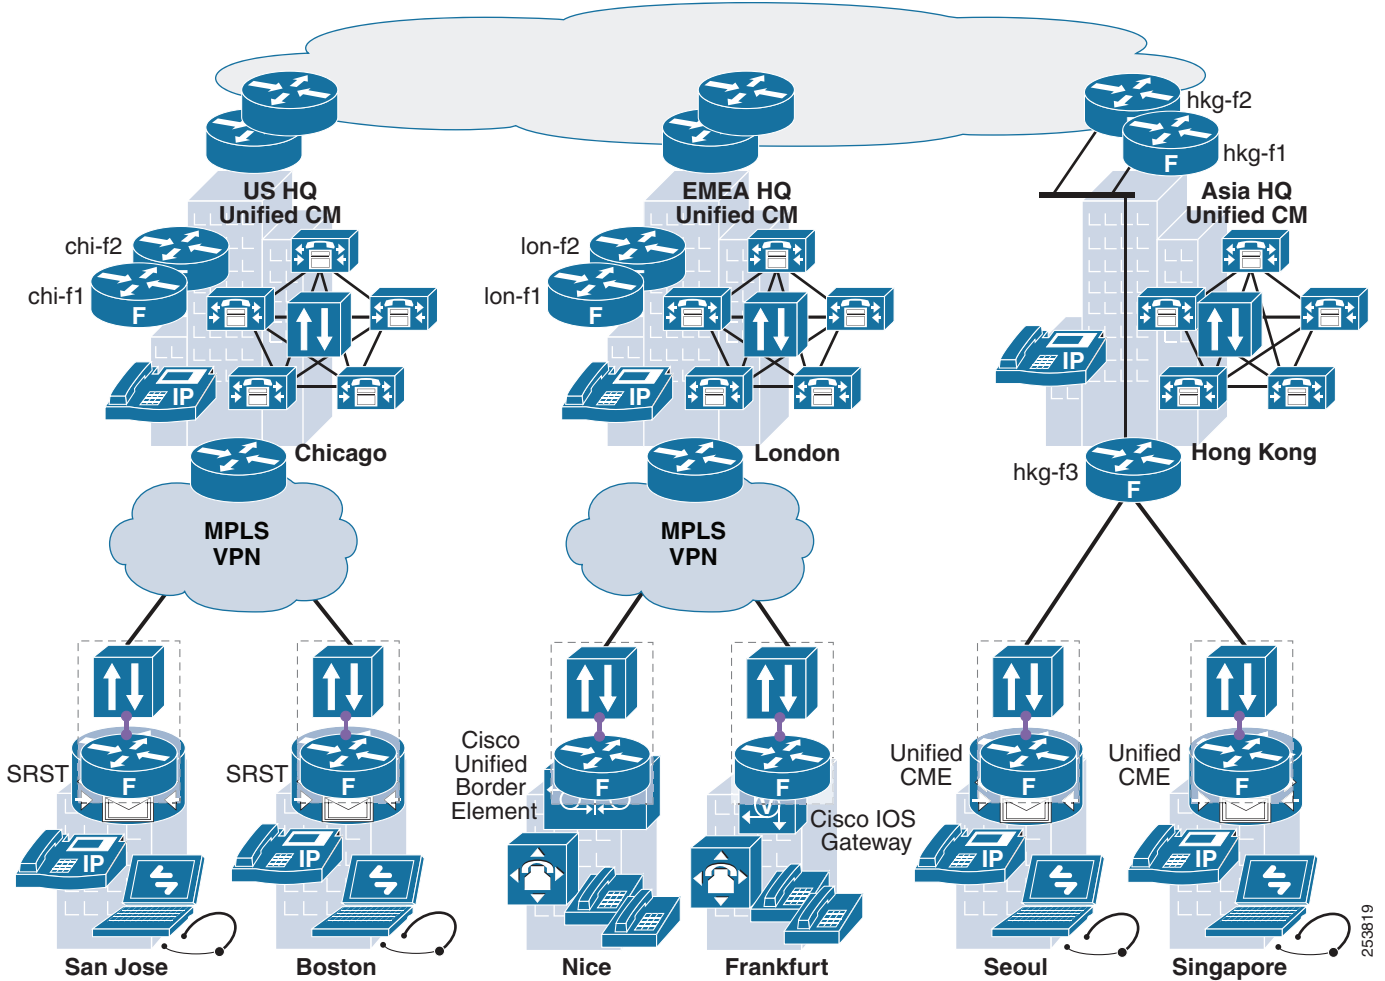 hkg-f2
hkg-f1
F
US HQ
Unified CM
EMEA HQ
Unified CM
Asia HQ
Unified CM
chi-f2
chi-f1
F
lon-f2
lon-f1
F
IP
IP
IP
Chicago
London
Hong Kong
hkg-f3
F
MPLS
VPN
MPLS
VPN
SRST
F
SRST
F
Cisco
Unified
Border
Element
F
F
V
Cisco IOS
Gateway
Unified
CME
F
Unified
CME
F
IP
IP
IP
IP
San Jose
Boston
Nice
Frankfurt
Seoul
Singapore
253819